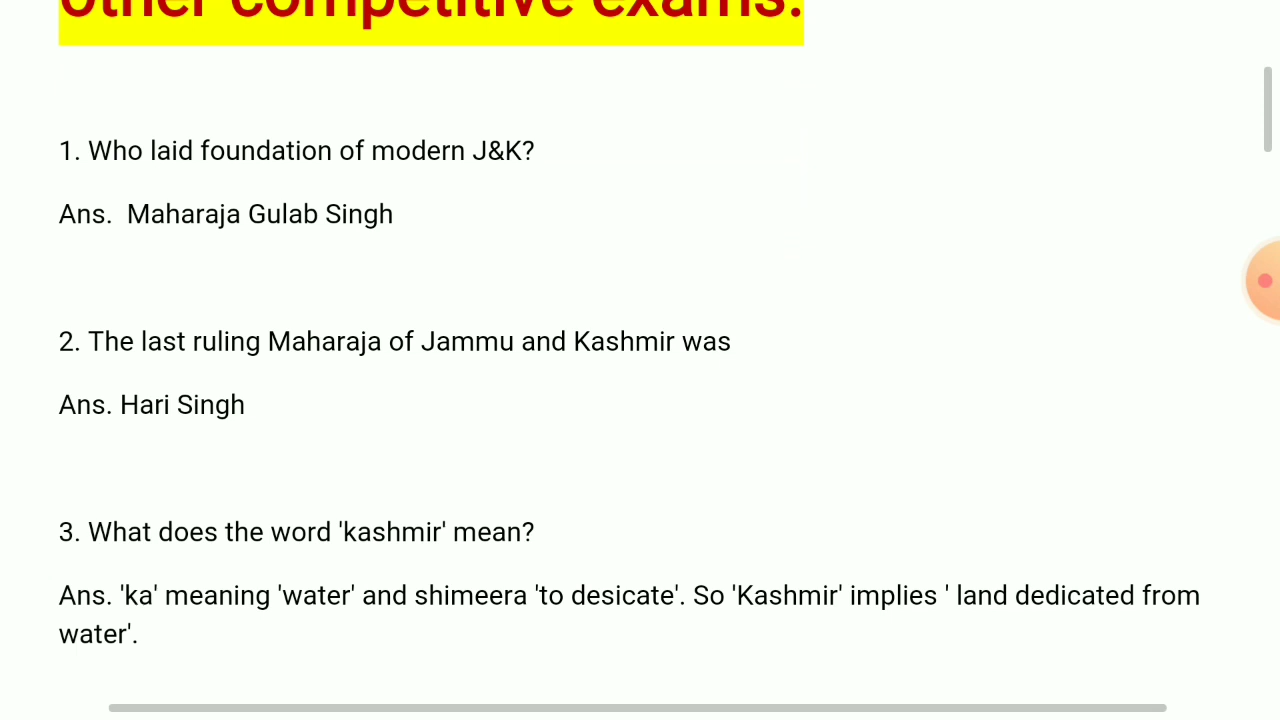 other competitive exams.
1. Who laid foundation of modern J&K?
Ans.  Maharaja Gulab Singh
2. The last ruling Maharaja of Jammu and Kashmir was
Ans. Hari Singh
3. What does the word 'kashmir' mean?
Ans. 'ka' meaning 'water' and shimeera 'to desicate'. So 'Kashmir' implies ' land dedicated from
water'.